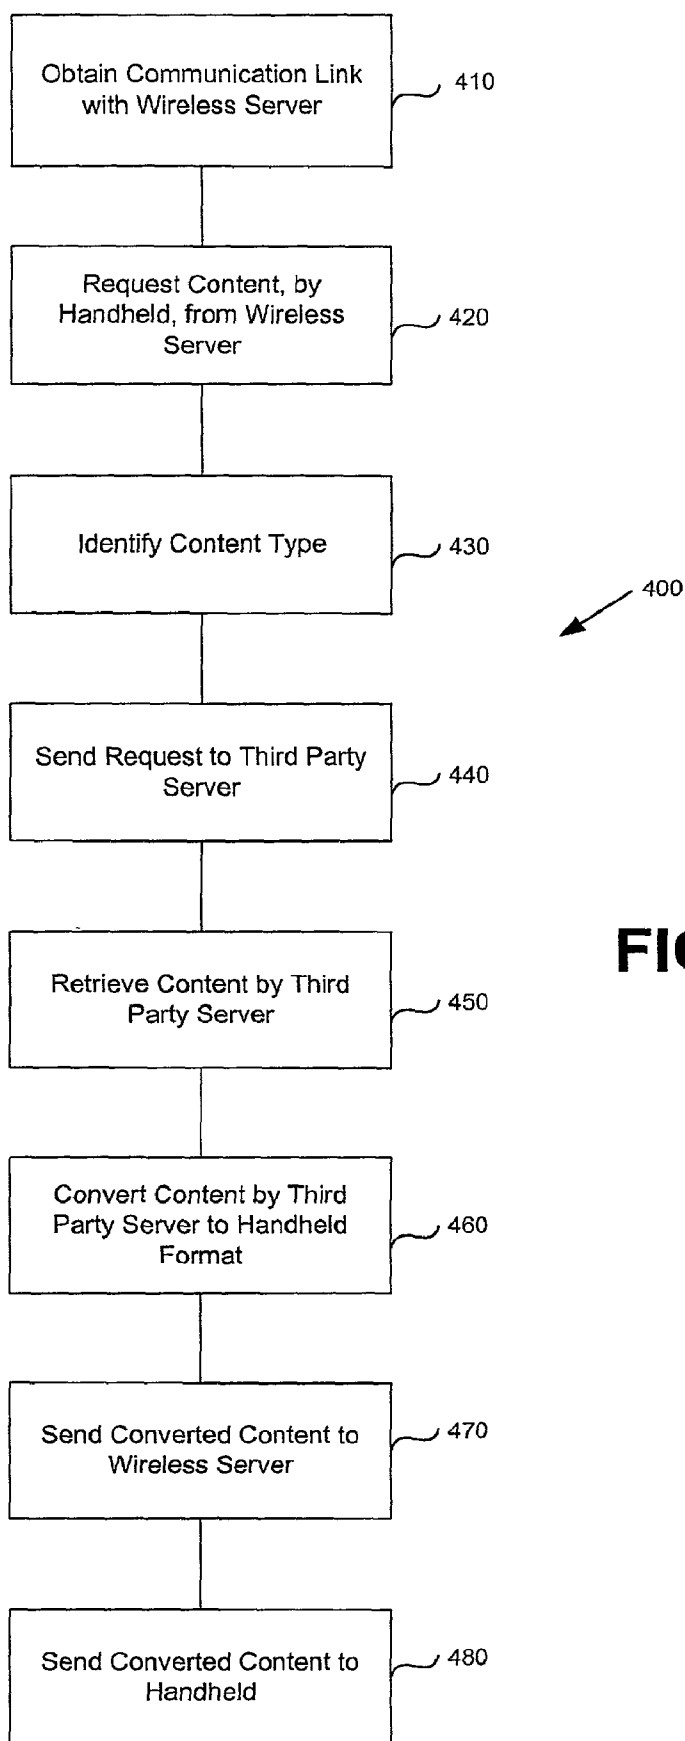 Obtain Communication Link
with Wireless Server
410
Request Content, by
Handheld, from Wireless
Server
420
Identify Content Type
430
400
Send Request to Third Party
Server
440
Retrieve Content by Third
Party Server
450
Convert Content by Third
Party Server to Handheld
Format
460
Send Converted Content to
Wireless Server
470
Send Converted Content to
Handheld
480